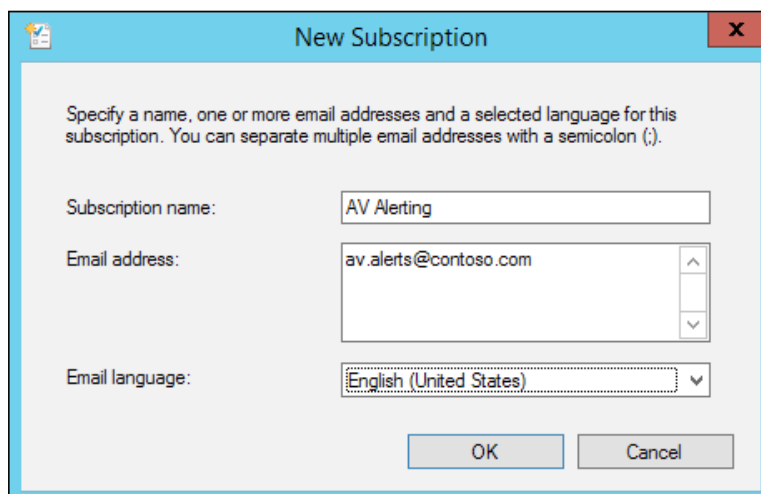 New Subscription
x
Specify a name, one or more email addresses and a selected language for this
subscription. You can separate multiple email addresses with a semicolon (;).
Subscription name:
AV Alerting
Email address:
av.alerts@contoso.com
Email language:
English (United States)
OK
Cancel